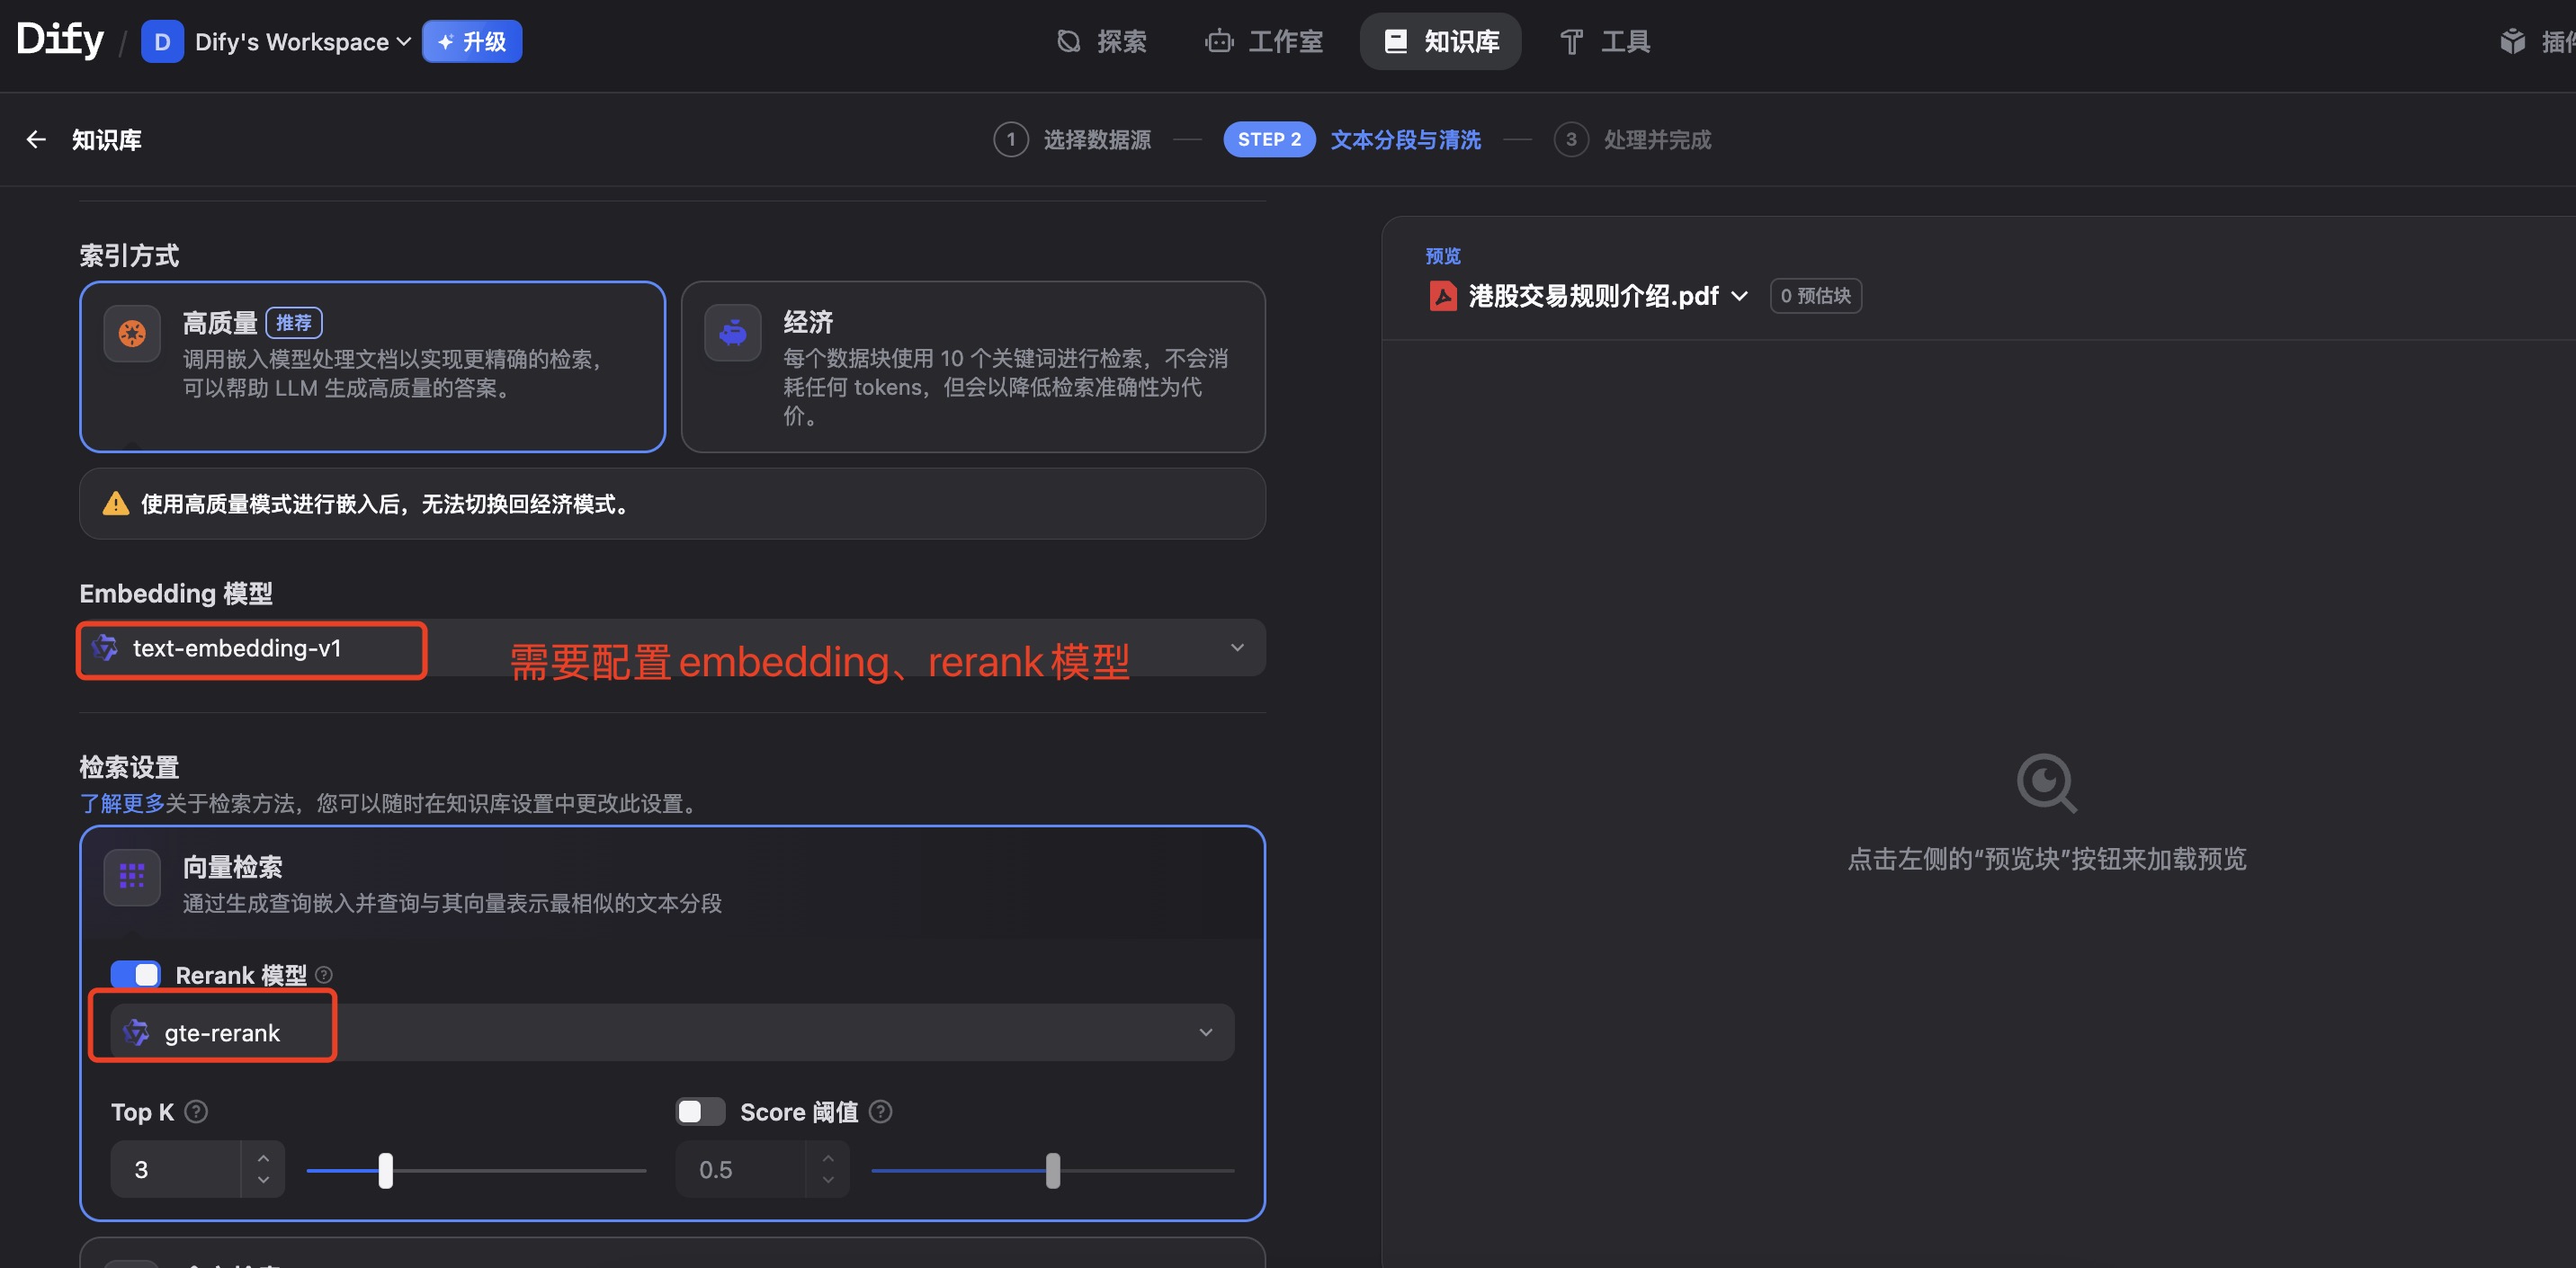 Dify / D Dify's Workspace 升级 探索 工作室 知识库 工具
知识库 1 选择数据源 STEP 2 文本分段与清洗 3 处理并完成
索引方式
高质量 推荐
调用嵌入模型处理文档以实现更精确的检索，
可以帮助 LLM 生成高质量的答案。
经济
每个数据块使用 10 个关键词进行检索，不会消
耗任何 tokens，但会以降低检索准确性为代
价。
使用高质量模式进行嵌入后，无法切换回经济模式。
Embedding 模型
text-embedding-v1
需要配置 embedding、rerank 模型
检索设置
了解更多关于检索方法，您可以随时在知识库设置中更改此设置。
向量检索
通过生成查询嵌入并查询与其向量表示最相似的文本分段
Rerank 模型
gte-rerank
Top K
Score 阈值
3
0.5
预览
港股交易规则介绍.pdf 0 预估块
点击左侧的“预览块”按钮来加载预览